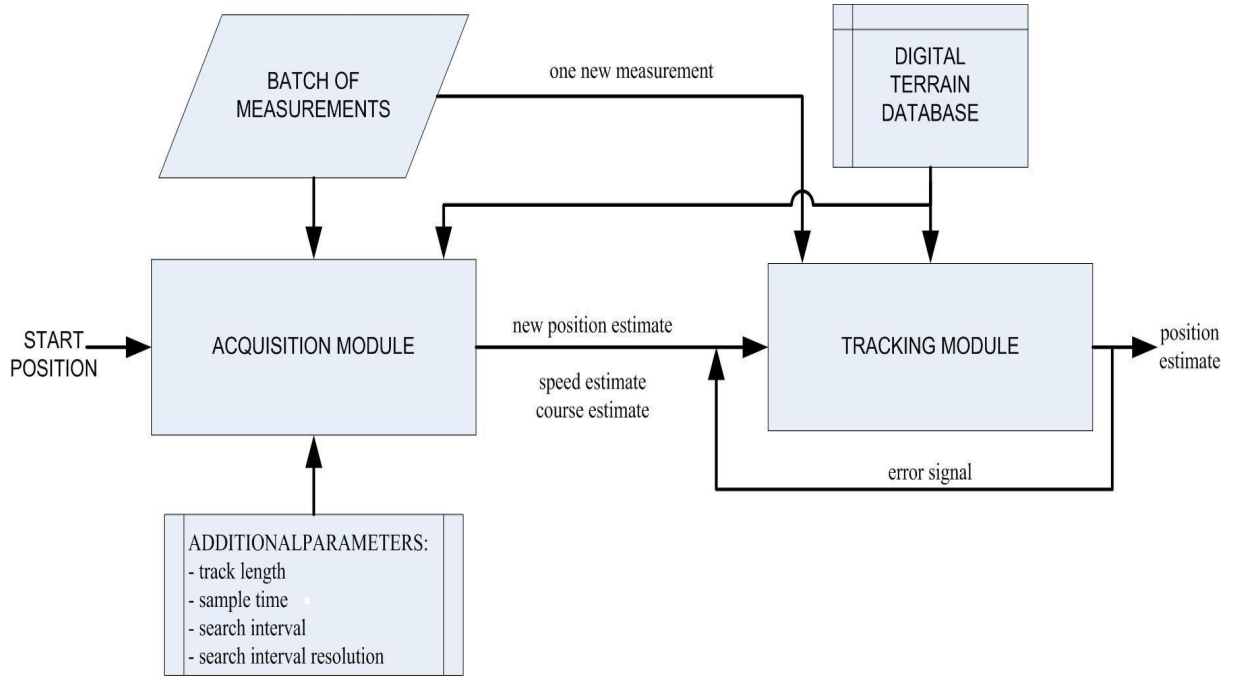 BATCH OF
MEASUREMENTS
one new measurement
DIGITAL
TERRAIN
DATABASE
START
POSITION
ACQUISITION MODULE
new position estimate
speed estimate
course estimate
TRACKING MODULE
position
estimate
error signal
ADDITIONALPARAMETERS:
- track length
- sample time
- search interval
- search interval resolution